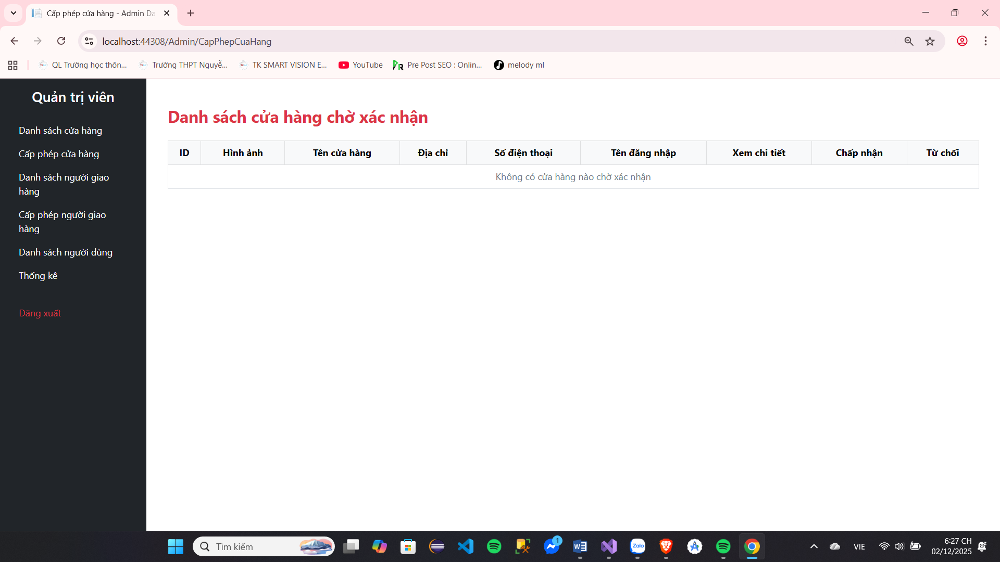 Cấp phép cửa hàng - Admin Da
localhost:44308/Admin/CapPhepCuaHang
QL Trường học thôn...
Trường THPT Nguyễ...
TK SMART VISION E...
YouTube
Pre Post SEO : Onlin...
melody ml
Quản trị viên
Danh sách cửa hàng
Cấp phép cửa hàng
Danh sách người giao
hàng
Cấp phép người giao
hàng
Danh sách người dùng
Thống kê
Đăng xuất
Danh sách cửa hàng chờ xác nhận
ID Hình ảnh Tên cửa hàng Địa chỉ Số điện thoại Tên đăng nhập Xem chi tiết Chấp nhận Từ chối
Không có cửa hàng nào chờ xác nhận
Tìm kiếm
1
Zalo
VIE
6:27 CH
02/12/2025